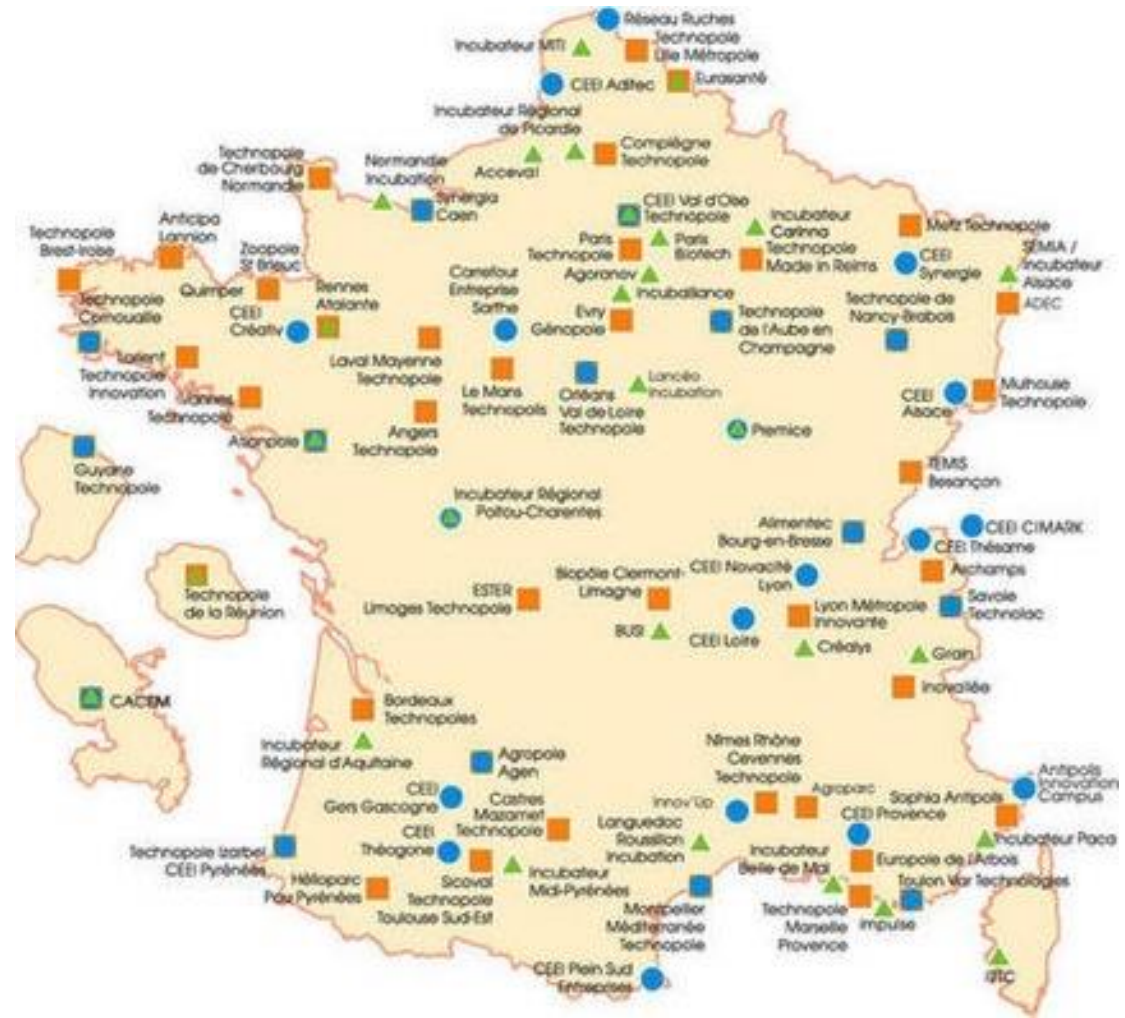 Réseau Ruches
Technopole
Lille Métropole
Incubateur MITI
Eurasanté
CEEI Aditec
Incubateur Régional
de Picardie
Compiègne
Technopole
Acceval
Technopole
de Cherbourg
Normandie
Normandie
Incubation
Synergia
Caen
CEEI Val d'Oise
Technopole
Incubateur
Carinna
Metz Technopole
Technopole
Brest-Iroise
Anticipa
Lannion
Zoopole
St Brieuc
Paris
Technopole
Paris
Biotech
Technopole
Made in Reims
CEEI
Synergie
SEMIA /
Incubateur
Alsace
Quimper
Rennes
Atalante
Carrefour
Entreprise
Sarthe
Agoranov
Incuballiance
ADEC
Technopole
Cornouaille
CEEI
Créativ
Evry
Génopole
Technopole
de l'Aube en
Champagne
Technopole de
Nancy-Brabois
Lorient
Technopole
Innovation
Laval Mayenne
Technopole
Le Mans
Technopolis
Orléans
Val de Loire
Technopole
Lancéo
Incubation
CEEI
Alsace
Mulhouse
Technopole
Vannes
Technopole
Angers
Technopole
Atlanpole
Premice
Guyane
Technopole
TEMIS
Besançon
Incubateur Régional
Poitou-Charentes
Alimentec
Bourg-en-Bresse
CEEI CIMARK
CEEI Thésame
Archamps
Technopole
de la Réunion
ESTER
Limoges Technopole
Biopôle Clermont-
Limagne
CEEI Novacité
Lyon
Savoie
Technolac
BUSI
CEEI Loire
Lyon Métropole
Innovante
Créalys
Grain
CACEM
Inovallée
Bordeaux
Technopoles
Incubateur
Régional d'Aquitaine
Agropole
Agen
Nîmes Rhône
Cevennes
Technopole
Antipolis
Innovation
Campus
CEEI
Gers Gascogne
Castres
Mazamet
Technopole
Innov'Up
Agroparc
Sophia Antipolis
CEEI Provence
Technopole Izarbel
CEEI Pyrénées
CEEI
Théogone
Languedoc
Roussillon
Incubation
Incubateur
Belle de Mai
Europole de l'Arbois
Incubateur Paca
Hélioparc
Pau Pyrénées
Sicoval
Technopole
Toulouse Sud-Est
Incubateur
Midi-Pyrénées
Toulon Var Technologies
Montpellier
Méditerranée
Technopole
Technopole
Marseille
Provence
Impulse
CEEI Plein Sud
Entreprises